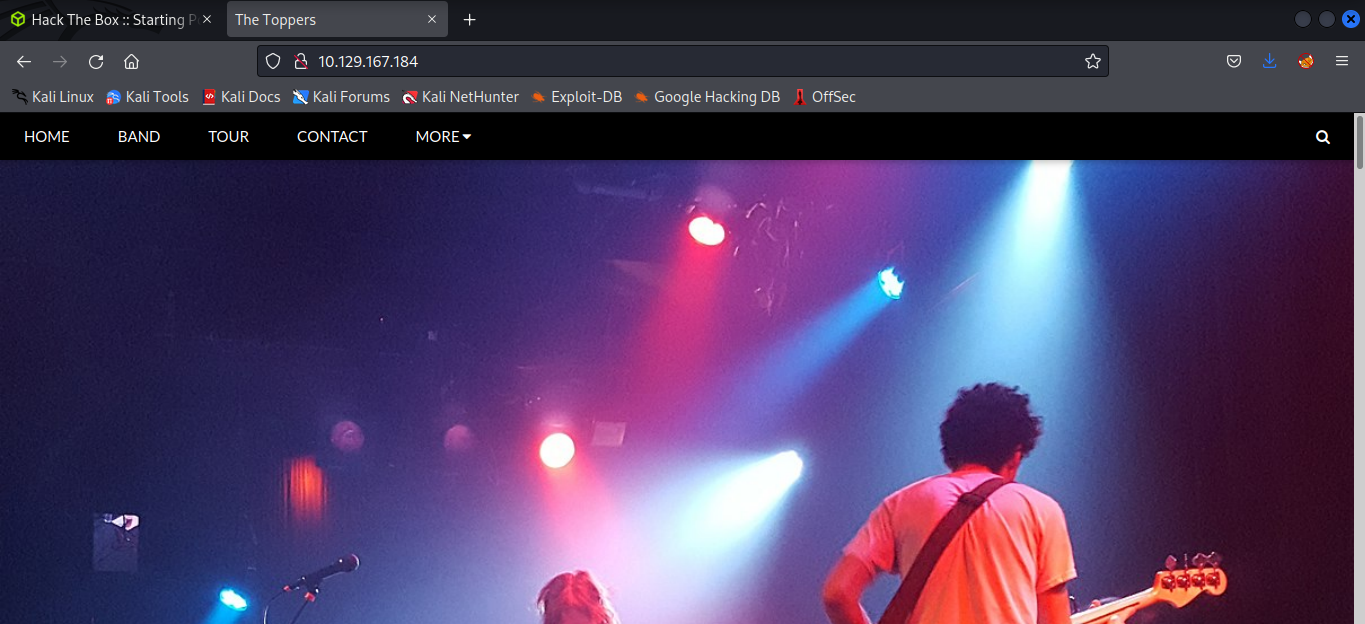 Hack The Box :: Starting P
The Toppers
10.129.167.184
Kali Linux Kali Tools Kali Docs Kali Forums Kali NetHunter Exploit-DB Google Hacking DB OffSec
HOME BAND TOUR CONTACT MORE